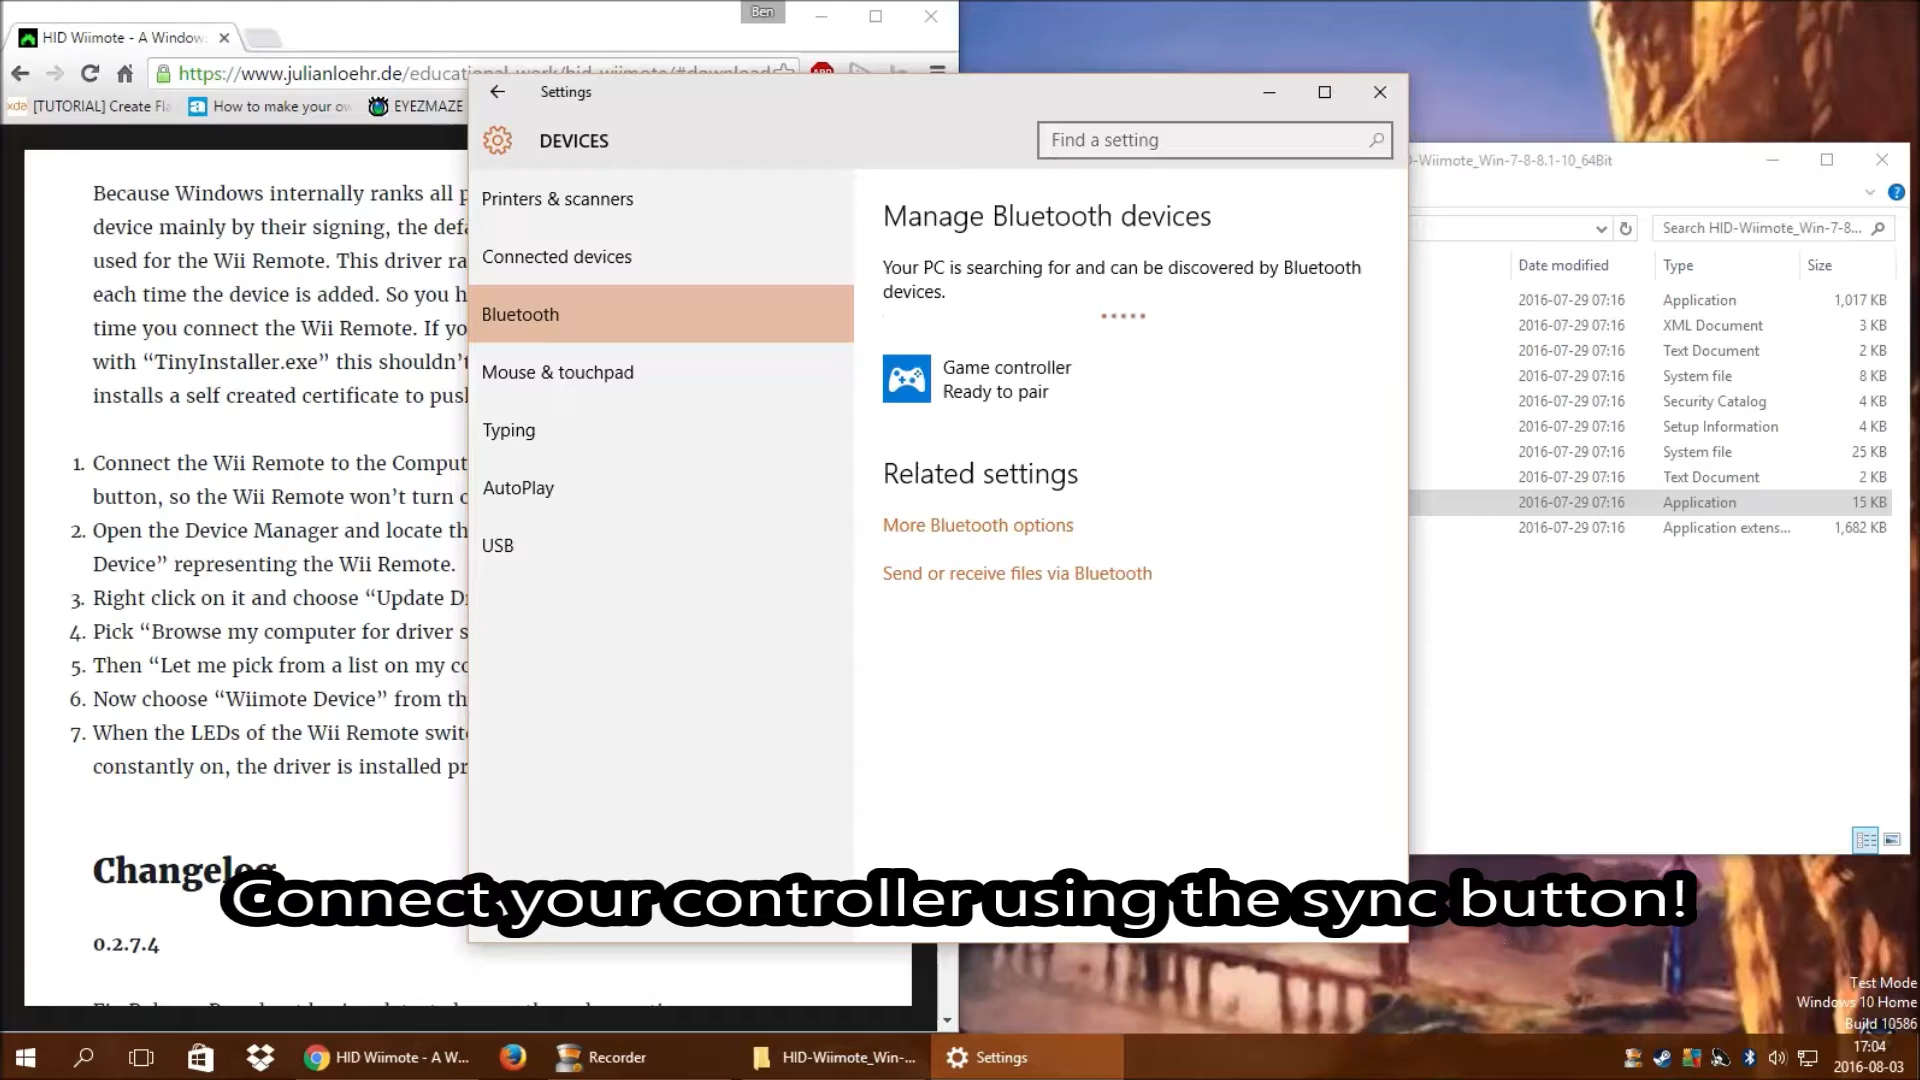 Ben
HID Wiimote - A Window
https://www.julianloehr.de/educational-work/hid-wiimote/#download
[TUTORIAL] Create Fla
How to make your ow
EYEZMAZE
Because Windows internally ranks all p
device mainly by their signing, the defa
used for the Wii Remote. This driver ra
each time the device is added. So you h
time you connect the Wii Remote. If yo
with “TinyInstaller.exe” this shouldn’t
installs a self created certificate to pus
1. Connect the Wii Remote to the Comput
button, so the Wii Remote won’t turn o
2. Open the Device Manager and locate th
Device” representing the Wii Remote.
3. Right click on it and choose “Update D
4. Pick “Browse my computer for driver s
5. Then “Let me pick from a list on my co
6. Now choose “Wiimote Device” from th
7. When the LEDs of the Wii Remote swit
constantly on, the driver is installed pr
Changelog
0.2.7.4
Settings
DEVICES
Find a setting
Printers & scanners
Connected devices
Bluetooth
Mouse & touchpad
Typing
AutoPlay
USB
Manage Bluetooth devices
Your PC is searching for and can be discovered by Bluetooth
devices.
Game controller
Ready to pair
Related settings
More Bluetooth options
Send or receive files via Bluetooth
D-Wiimote_Win-7-8-8.1-10_64Bit
Search HID-Wiimote_Win-7-8...
Date modified Type Size
2016-07-29 07:16 Application 1,017 KB
2016-07-29 07:16 XML Document 3 KB
2016-07-29 07:16 Text Document 2 KB
2016-07-29 07:16 System file 8 KB
2016-07-29 07:16 Security Catalog 4 KB
2016-07-29 07:16 Setup Information 4 KB
2016-07-29 07:16 System file 25 KB
2016-07-29 07:16 Text Document 2 KB
2016-07-29 07:16 Application 15 KB
2016-07-29 07:16 Application extens... 1,682 KB
Connect your controller using the sync button!
Test Mode
Windows 10 Home
Build 10586
HID Wiimote - A W...
Recorder
HID-Wiimote_Win-...
Settings
17:04
2016-08-03